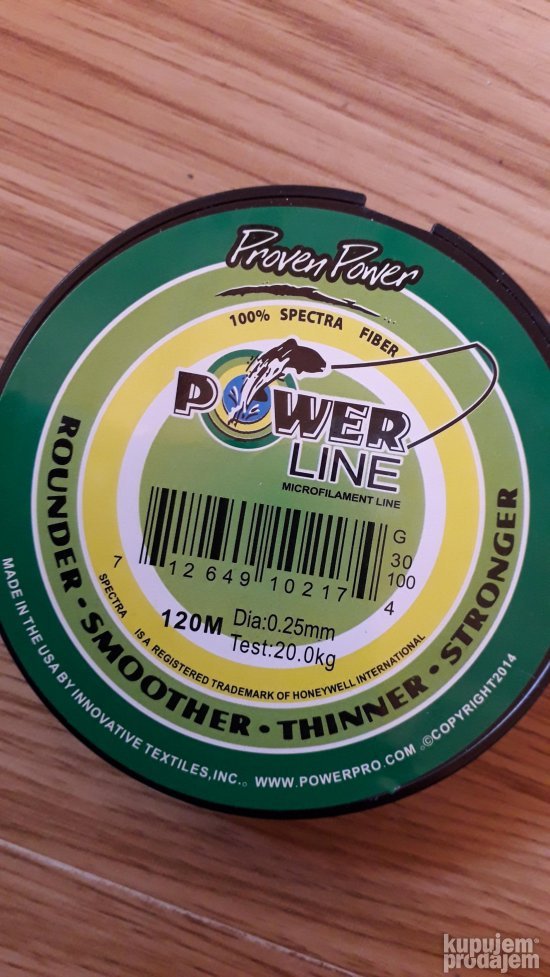 Proven Power
100% SPECTRA FIBER
POWER
LINE
MICROFILAMENT LINE
G
30
100
7 12649 10217 4
120M Dia:0.25mm
Test:20.0kg
SPECTRA IS A REGISTERED TRADEMARK OF HONEYWELL INTERNATIONAL
ROUNDER • SMOOTHER • THINNER • STRONGER
MADE IN THE USA BY INNOVATIVE TEXTILES,INC. WWW.POWERPRO.COM ©COPYRIGHT2014
kupujem
prodajem